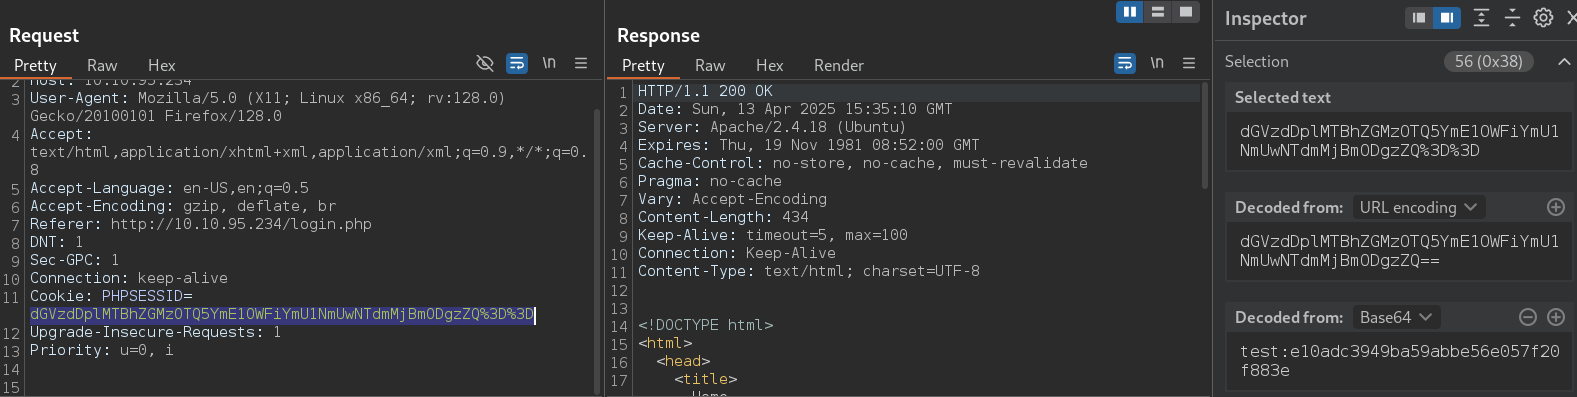 Request
Pretty Raw Hex \n
2 Host: 10.10.95.234
3 User-Agent: Mozilla/5.0 (X11; Linux x86_64; rv:128.0)
Gecko/20100101 Firefox/128.0
4 Accept:
text/html,application/xhtml+xml,application/xml;q=0.9,*/*;q=0.
8
5 Accept-Language: en-US,en;q=0.5
6 Accept-Encoding: gzip, deflate, br
7 Referer: http://10.10.95.234/login.php
8 DNT: 1
9 Sec-GPC: 1
10 Connection: keep-alive
11 Cookie: PHPSESSID=
dGVzdDplMTBhZGMzOTQ5YmE1OWFiYmU1NmUwNTdmMjBmODgzZQ%3D%3D
12 Upgrade-Insecure-Requests: 1
13 Priority: u=0, i
14
15
Response
Pretty Raw Hex Render \n
1 HTTP/1.1 200 OK
2 Date: Sun, 13 Apr 2025 15:35:10 GMT
3 Server: Apache/2.4.18 (Ubuntu)
4 Expires: Thu, 19 Nov 1981 08:52:00 GMT
5 Cache-Control: no-store, no-cache, must-revalidate
6 Pragma: no-cache
7 Vary: Accept-Encoding
8 Content-Length: 434
9 Keep-Alive: timeout=5, max=100
10 Connection: Keep-Alive
11 Content-Type: text/html; charset=UTF-8
12
13
14 <!DOCTYPE html>
15 <html>
16 <head>
17 <title>
Home
Inspector
Selection 56 (0x38)
Selected text
dGVzdDplMTBhZGMzOTQ5YmE1OWFiYmU1
NmUwNTdmMjBmODgzZQ%3D%3D
Decoded from: URL encoding
dGVzdDplMTBhZGMzOTQ5YmE1OWFiYmU1
NmUwNTdmMjBmODgzZQ==
Decoded from: Base64
test:e10adc3949ba59abbe56e057f20
f883e